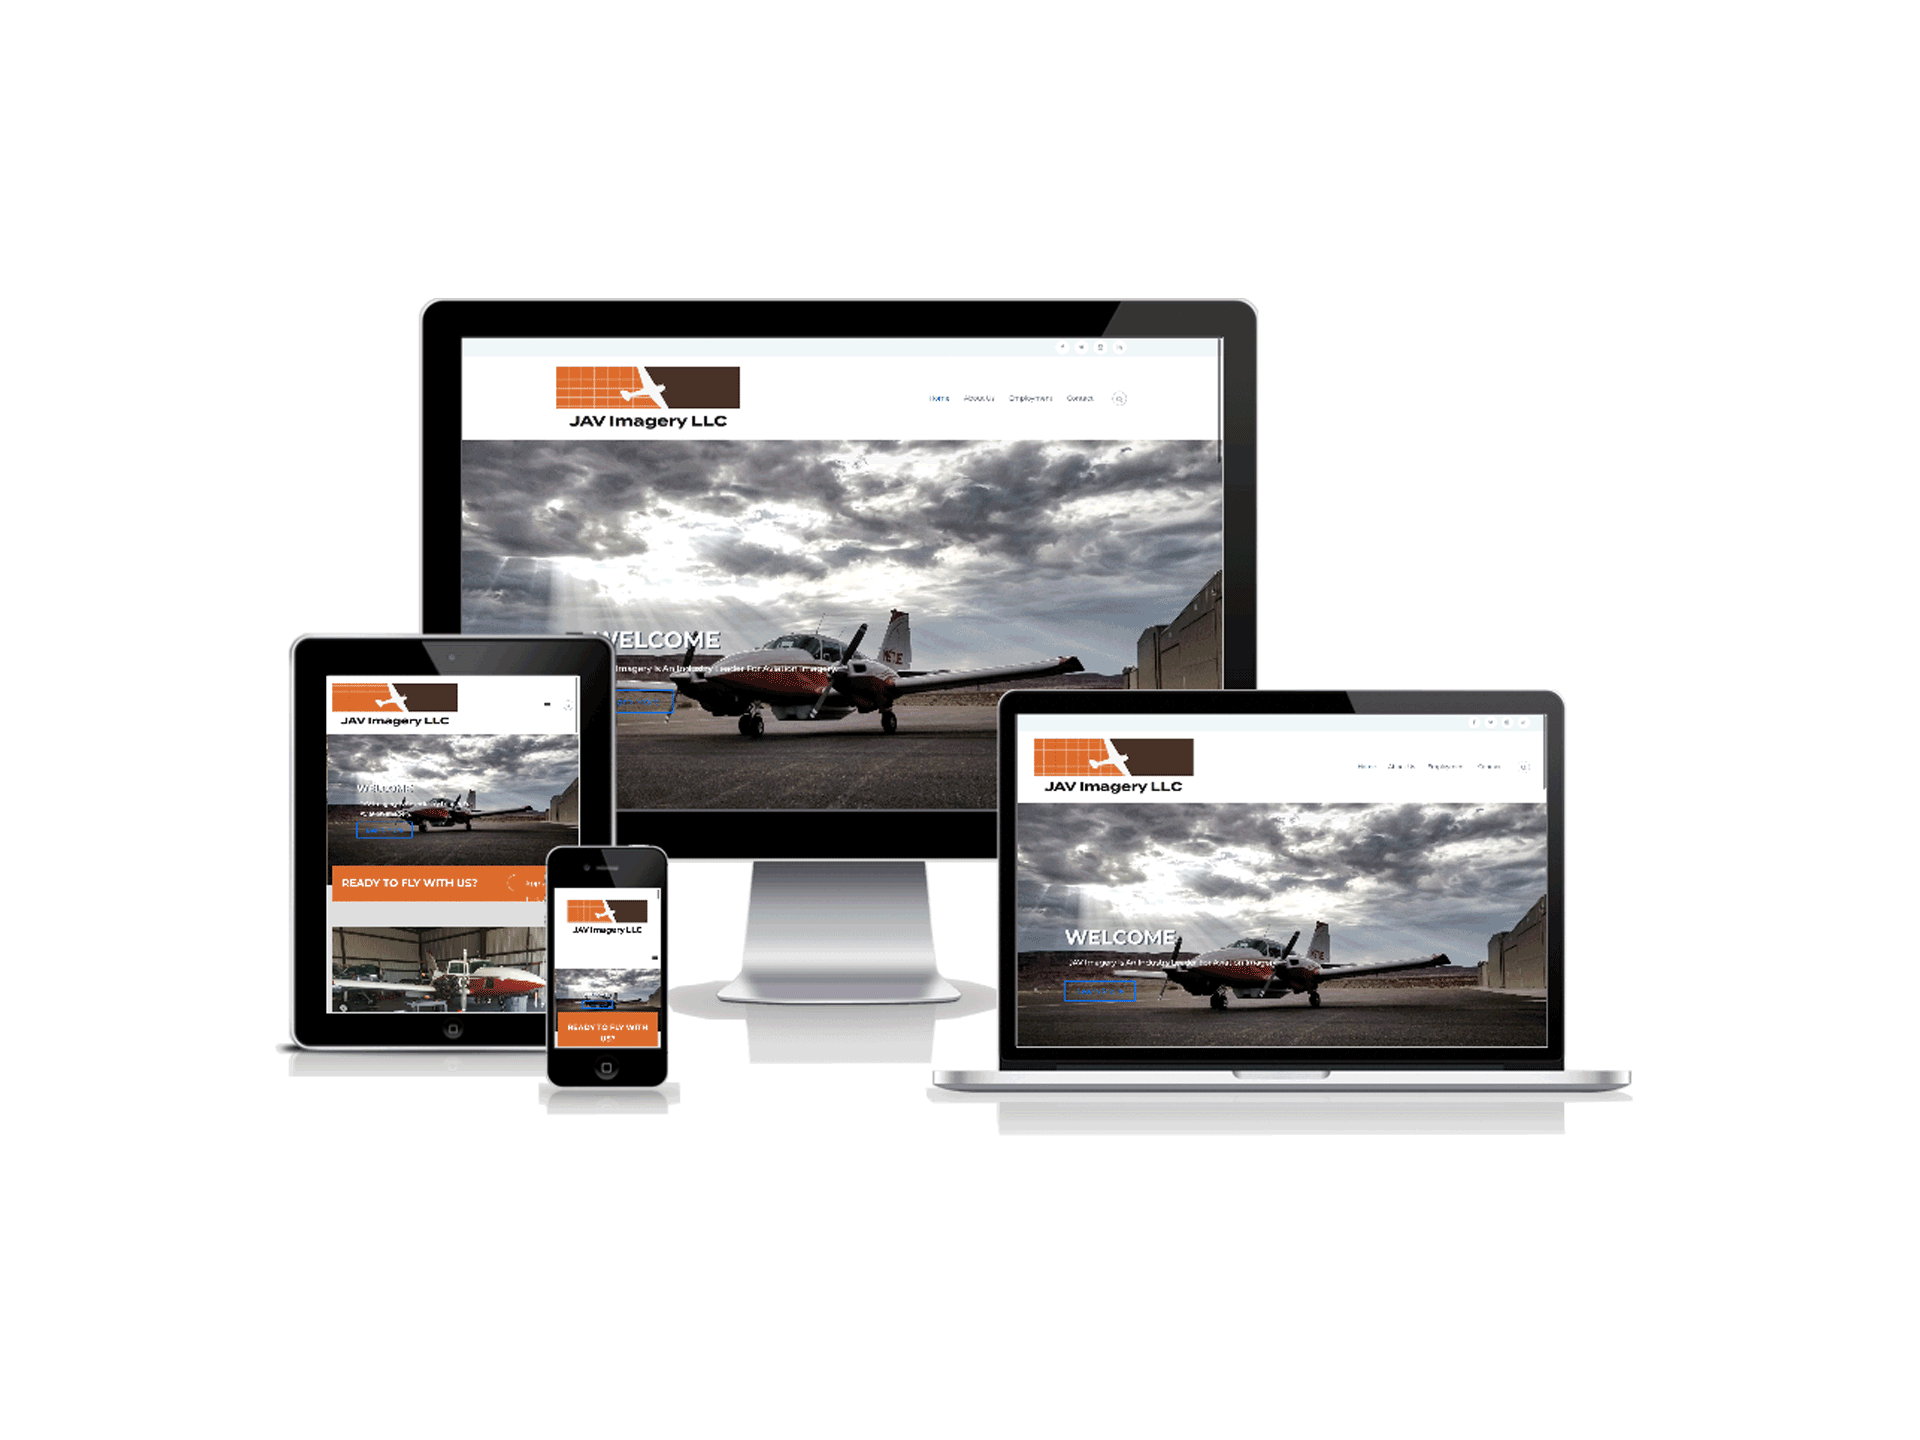 JAV Imagery LLC
Home About Us Employment Contact
WELCOME
Imagery Is An Industry Leader For Aviation Imagery.
JAV Imagery LLC
WELCOME
READY TO FLY WITH US?
JAV Imagery LLC
READY TO FLY WITH
US?
JAV Imagery LLC
Home About Us Employment Contact
WELCOME
JAV Imagery Is An Industry Leader For Aviation Imagery